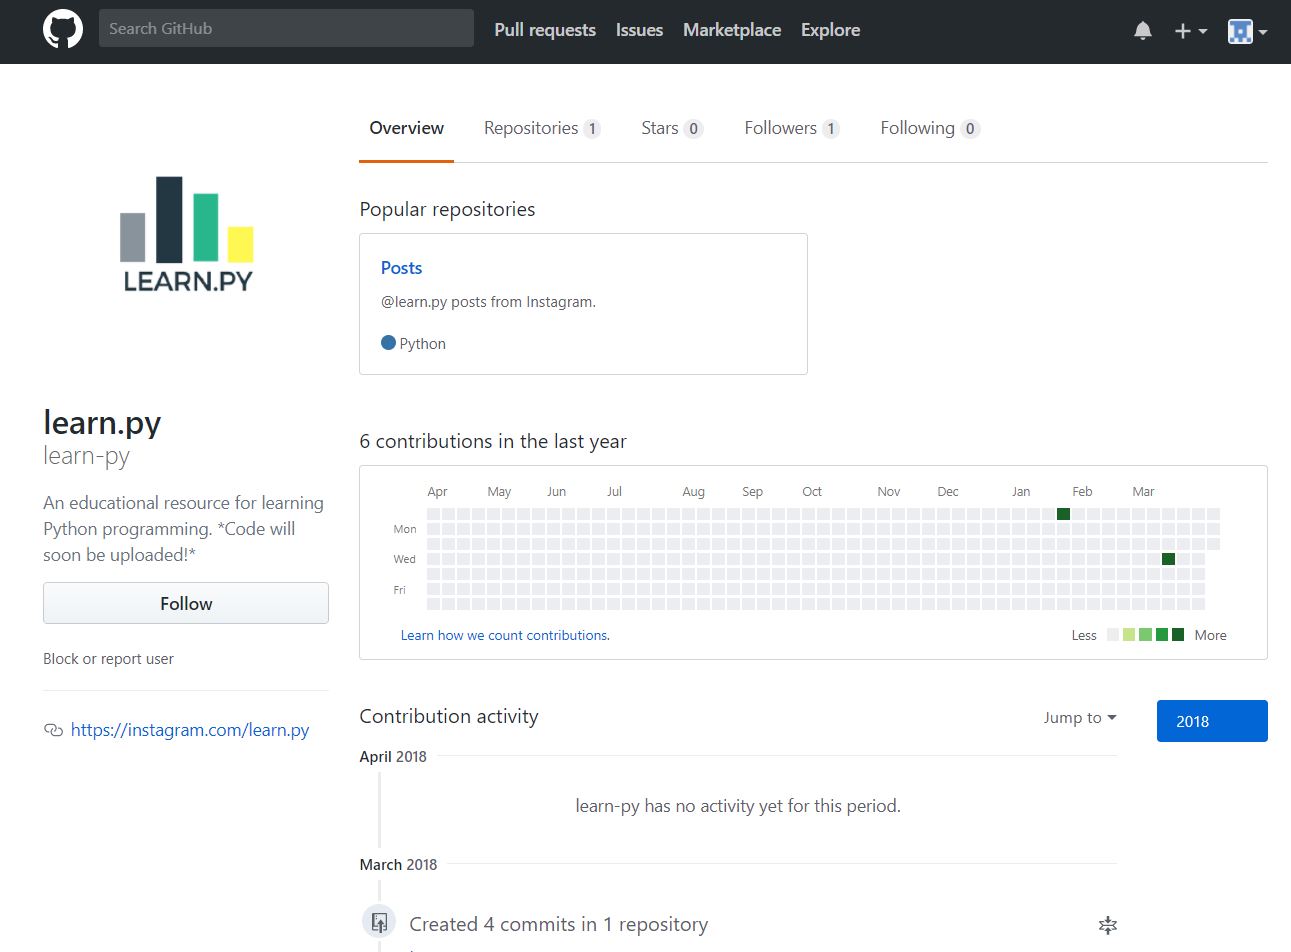 Search GitHub Pull requests Issues Marketplace Explore
Overview Repositories 1 Stars 0 Followers 1 Following 0
LEARN.PY
learn.py
learn-py
An educational resource for learning
Python programming. *Code will
soon be uploaded!*
Follow
Block or report user
https://instagram.com/learn.py
Popular repositories
Posts
@learn.py posts from Instagram.
Python
6 contributions in the last year
Apr May Jun Jul Aug Sep Oct Nov Dec Jan Feb Mar
Mon
Wed
Fri
Learn how we count contributions. Less More
Contribution activity Jump to 2018
April 2018
learn-py has no activity yet for this period.
March 2018
Created 4 commits in 1 repository